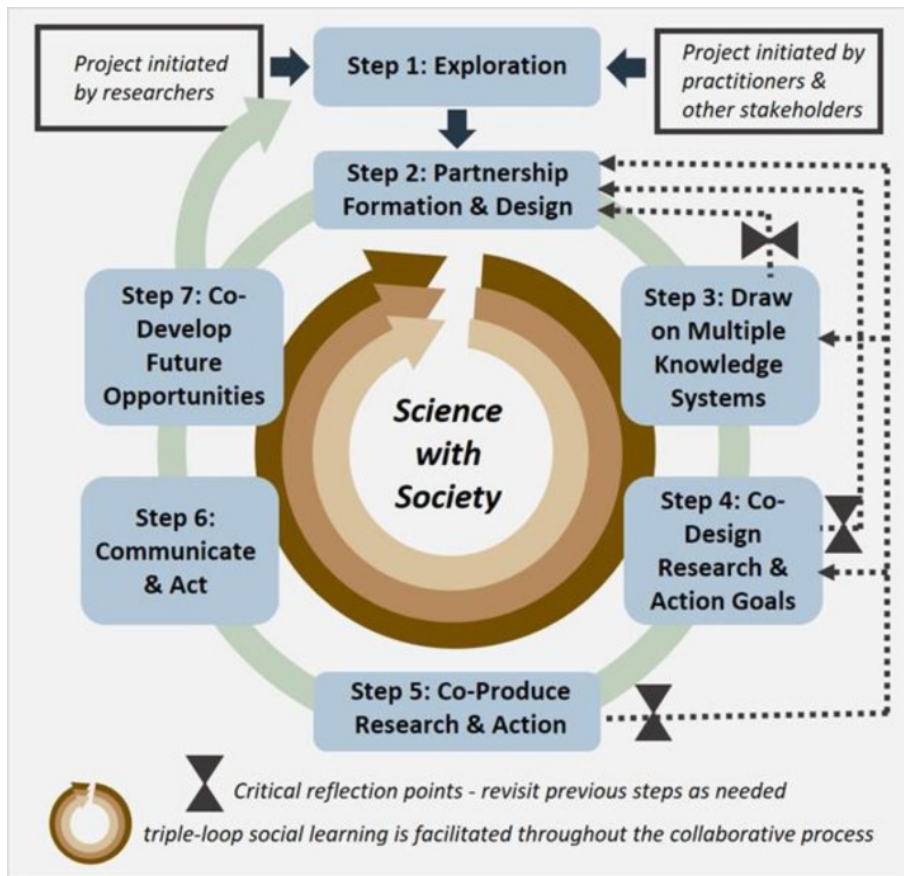 Project initiated
by researchers
Step 1: Exploration
Project initiated by
practitioners &
other stakeholders
Step 2: Partnership
Formation & Design
Step 7: Co-
Develop
Future
Opportunities
Step 3: Draw
on Multiple
Knowledge
Systems
Science
with
Society
Step 6:
Communicate
& Act
Step 4: Co-
Design
Research &
Action Goals
Step 5: Co-Produce
Research & Action
Critical reflection points - revisit previous steps as needed
triple-loop social learning is facilitated throughout the collaborative process